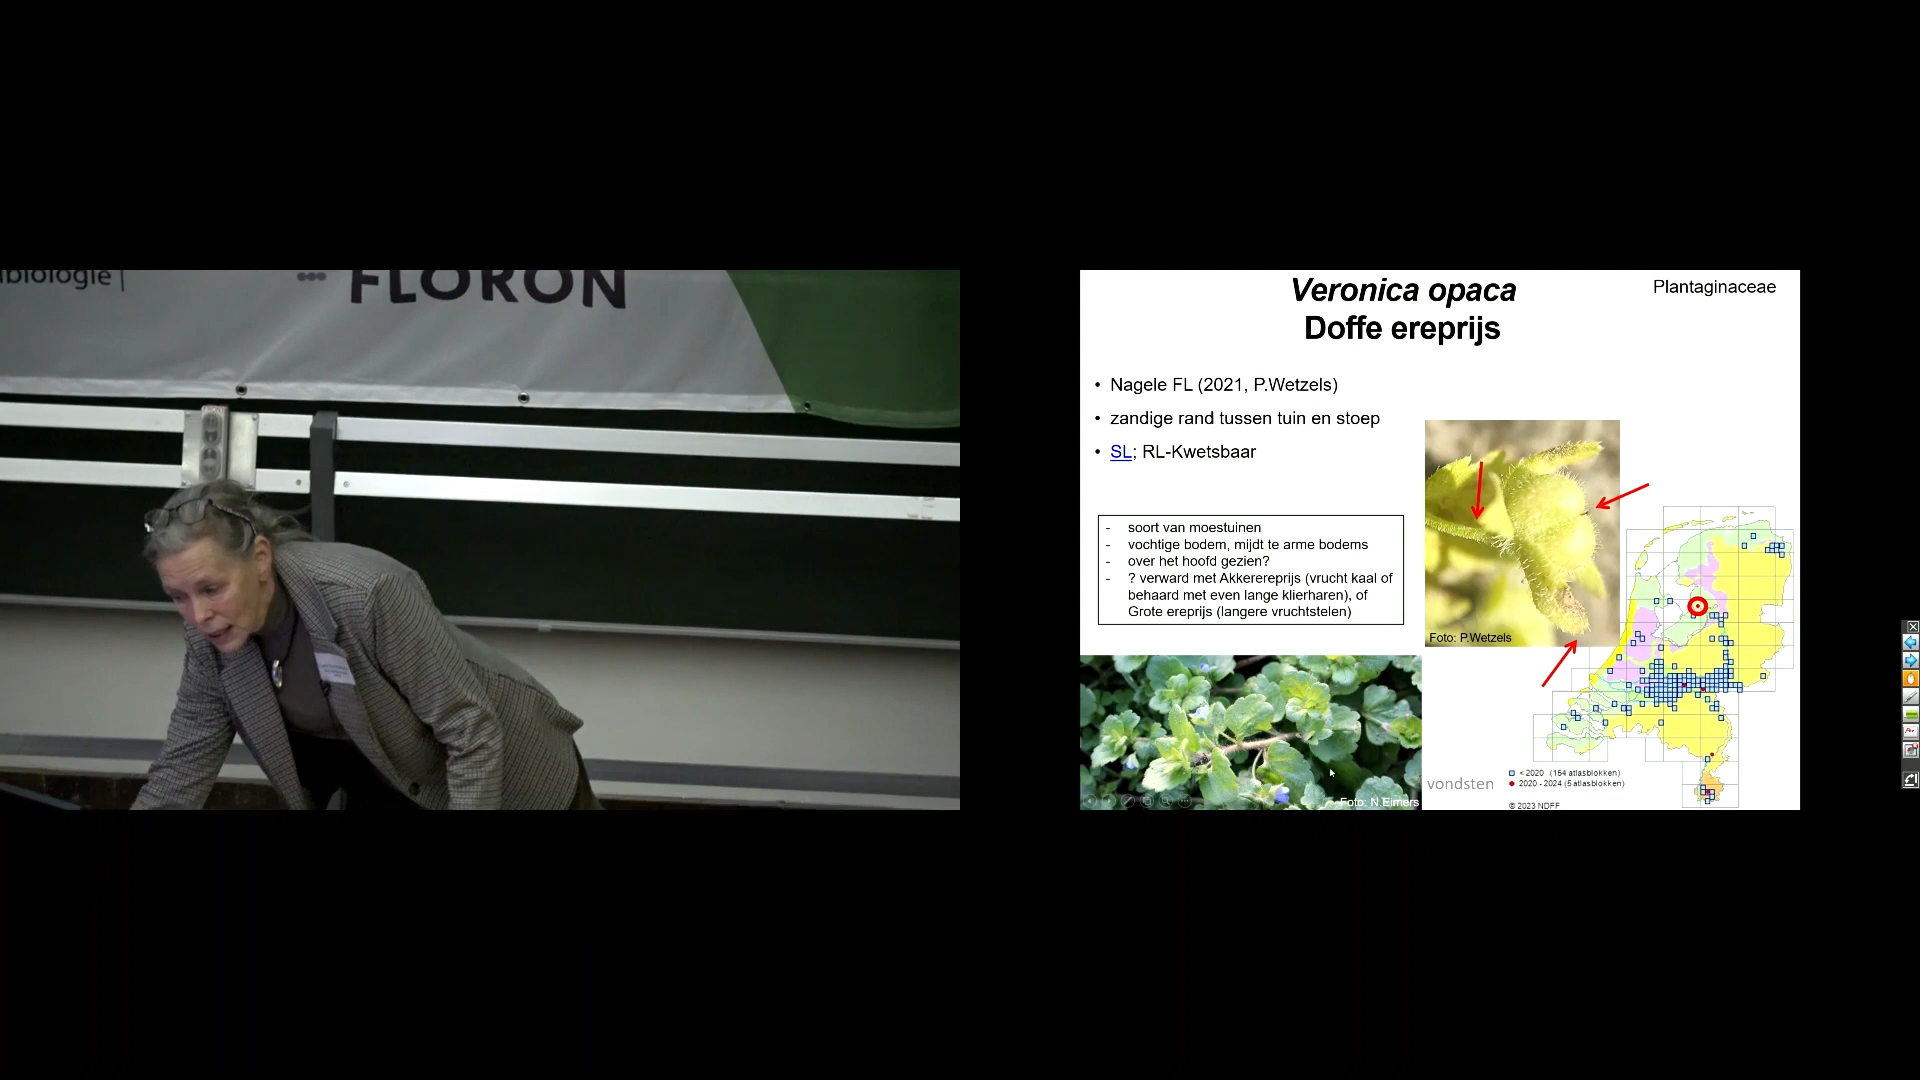 biologie |
FLORON
Veronica opaca
Doffe ereprijs
Plantaginaceae
• Nagele FL (2021, P.Wetzels)
• zandige rand tussen tuin en stoep
• SL; RL-Kwetsbaar
- soort van moestuinen
- vochtige bodem, mijdt te arme bodems
- over het hoofd gezien?
- ? verward met Akkerereprijs (vrucht kaal of
behaard met even lange klierharen), of
Grote ereprijs (langere vruchtstelen)
Foto: P.Wetzels
Foto: N.Eimers
vondsten
< 2020 (164 atlasblokken)
2020 - 2024 (5 atlasblokken)
© 2023 NDFF